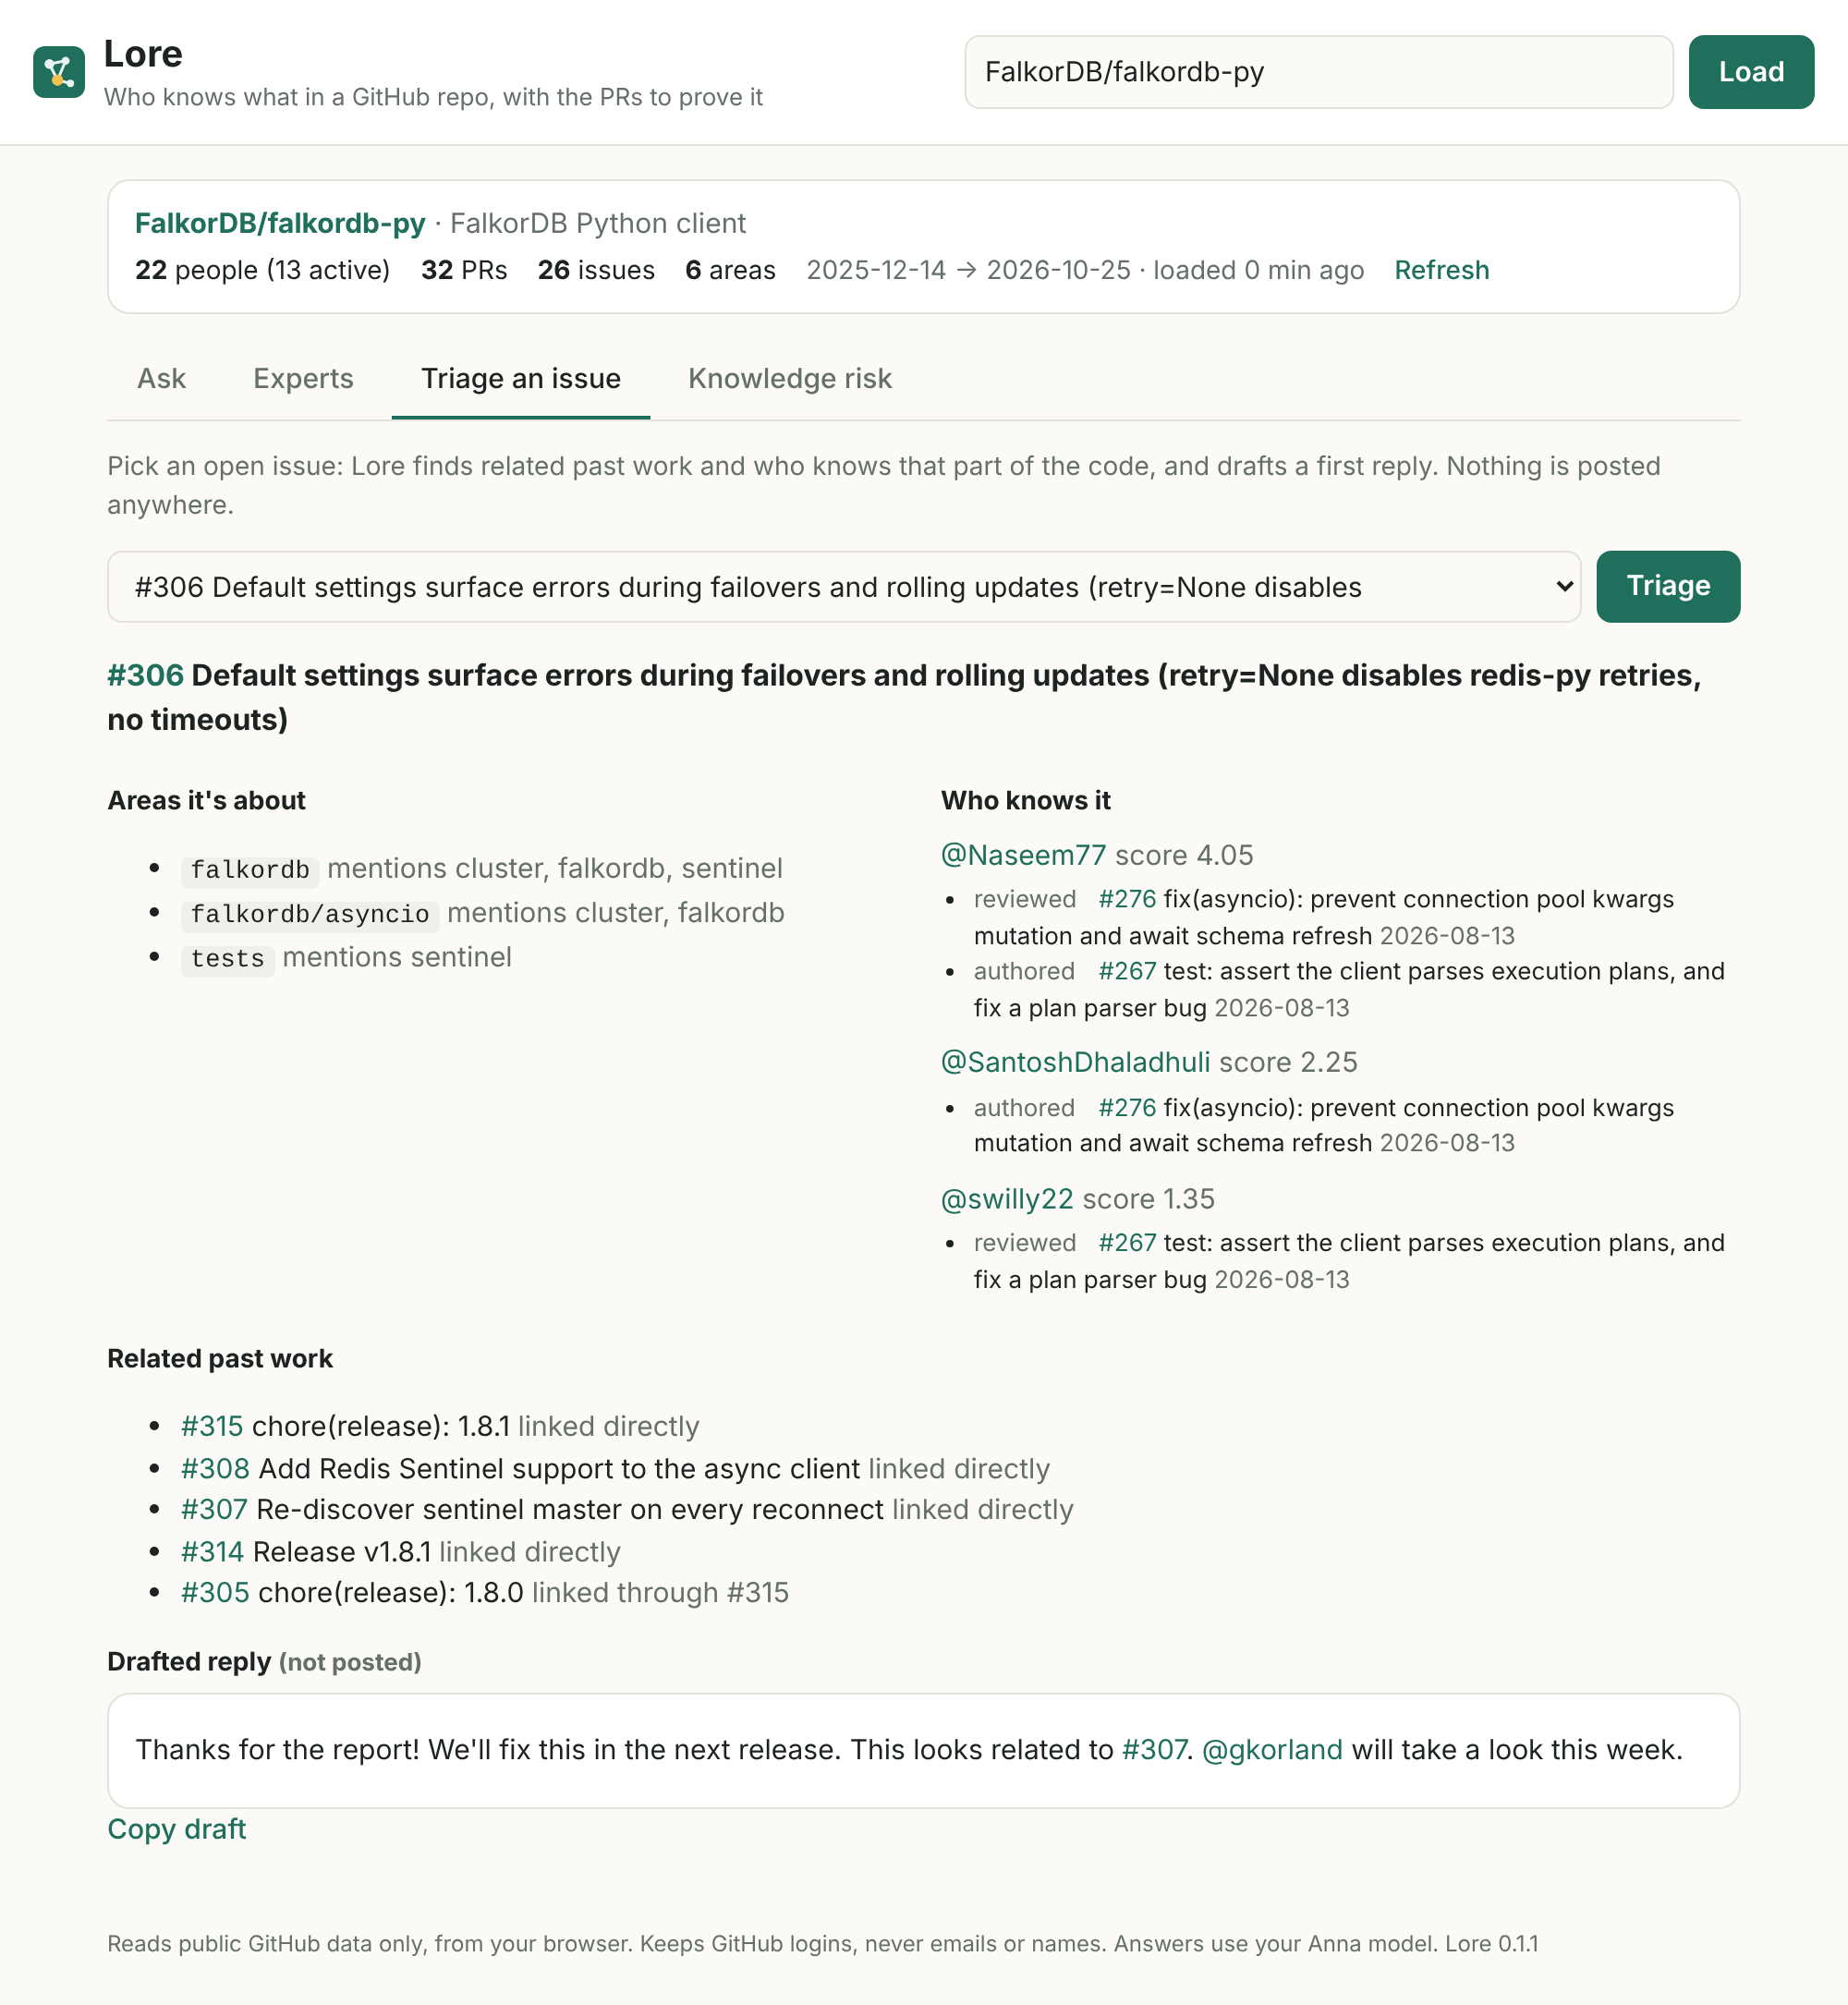 Lore
Who knows what in a GitHub repo, with the PRs to prove it
FalkorDB/falkordb-py
Load
FalkorDB/falkordb-py · FalkorDB Python client
22 people (13 active) 32 PRs 26 issues 6 areas 2025-12-14 → 2026-10-25 · loaded 0 min ago Refresh
Ask Experts Triage an issue Knowledge risk
Pick an open issue: Lore finds related past work and who knows that part of the code, and drafts a first reply. Nothing is posted
anywhere.
#306 Default settings surface errors during failovers and rolling updates (retry=None disables
Triage
#306 Default settings surface errors during failovers and rolling updates (retry=None disables redis-py retries,
no timeouts)
Areas it's about
falkordb mentions cluster, falkordb, sentinel
falkordb/asyncio mentions cluster, falkordb
tests mentions sentinel
Who knows it
@Naseem77 score 4.05
reviewed #276 fix(asyncio): prevent connection pool kwargs
mutation and await schema refresh 2026-08-13
authored #267 test: assert the client parses execution plans, and
fix a plan parser bug 2026-08-13
@SantoshDhaladhuli score 2.25
authored #276 fix(asyncio): prevent connection pool kwargs
mutation and await schema refresh 2026-08-13
@swilly22 score 1.35
reviewed #267 test: assert the client parses execution plans, and
fix a plan parser bug 2026-08-13
Related past work
#315 chore(release): 1.8.1 linked directly
#308 Add Redis Sentinel support to the async client linked directly
#307 Re-discover sentinel master on every reconnect linked directly
#314 Release v1.8.1 linked directly
#305 chore(release): 1.8.0 linked through #315
Drafted reply (not posted)
Thanks for the report! We'll fix this in the next release. This looks related to #307. @gkorland will take a look this week.
Copy draft
Reads public GitHub data only, from your browser. Keeps GitHub logins, never emails or names. Answers use your Anna model. Lore 0.1.1